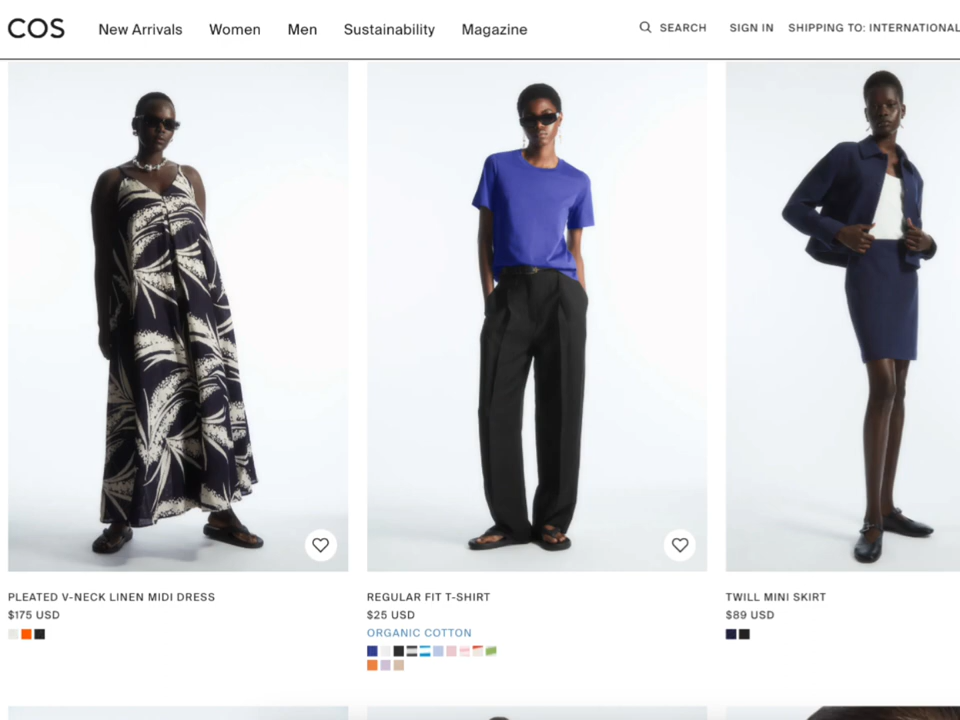 COS
New Arrivals Women Men Sustainability Magazine SEARCH SIGN IN SHIPPING TO: INTERNATIONAL
PLEATED V-NECK LINEN MIDI DRESS
$175 USD
REGULAR FIT T-SHIRT
$25 USD
ORGANIC COTTON
TWILL MINI SKIRT
$89 USD